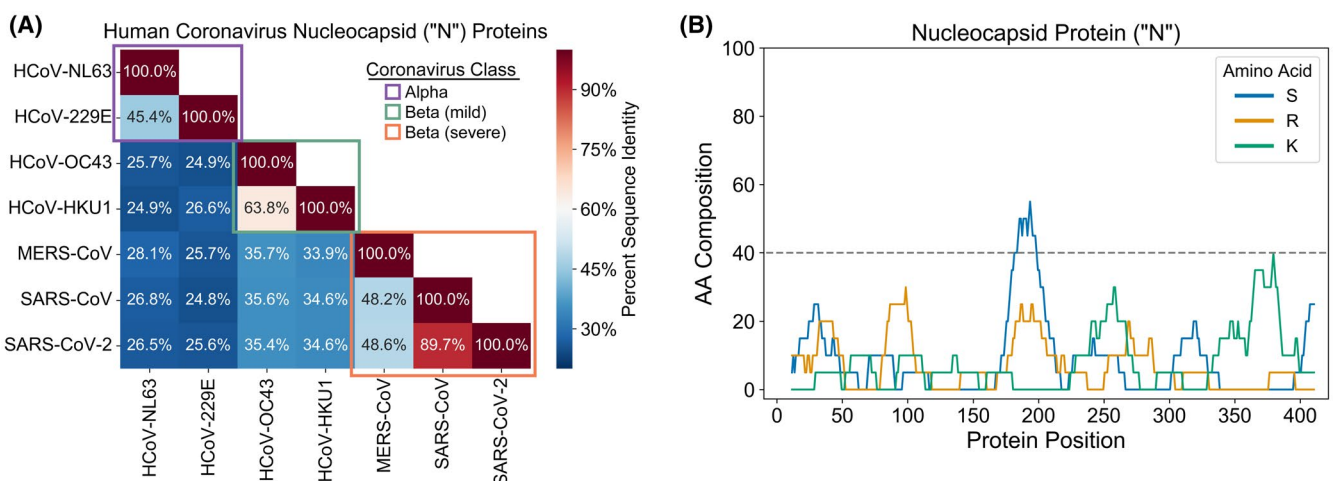 (A)
Human Coronavirus Nucleocapsid ("N") Proteins
HCoV-NL63 100.0%
HCoV-229E 45.4% 100.0%
HCoV-OC43 25.7% 24.9% 100.0%
HCoV-HKU1 24.9% 26.6% 63.8% 100.0%
MERS-CoV 28.1% 25.7% 35.7% 33.9% 100.0%
SARS-CoV 26.8% 24.8% 35.6% 34.6% 48.2% 100.0%
SARS-CoV-2 26.5% 25.6% 35.4% 34.6% 48.6% 89.7% 100.0%
HCoV-NL63
HCoV-229E
HCoV-OC43
HCoV-HKU1
MERS-CoV
SARS-CoV
SARS-CoV-2
Coronavirus Class
Alpha
Beta (mild)
Beta (severe)
90%
75%
60%
45%
30%
Percent Sequence Identity
(B)
Nucleocapsid Protein ("N")
AA Composition
100
80
60
40
20
0
Amino Acid
S
R
K
0 50 100 150 200 250 300 350 400
Protein Position